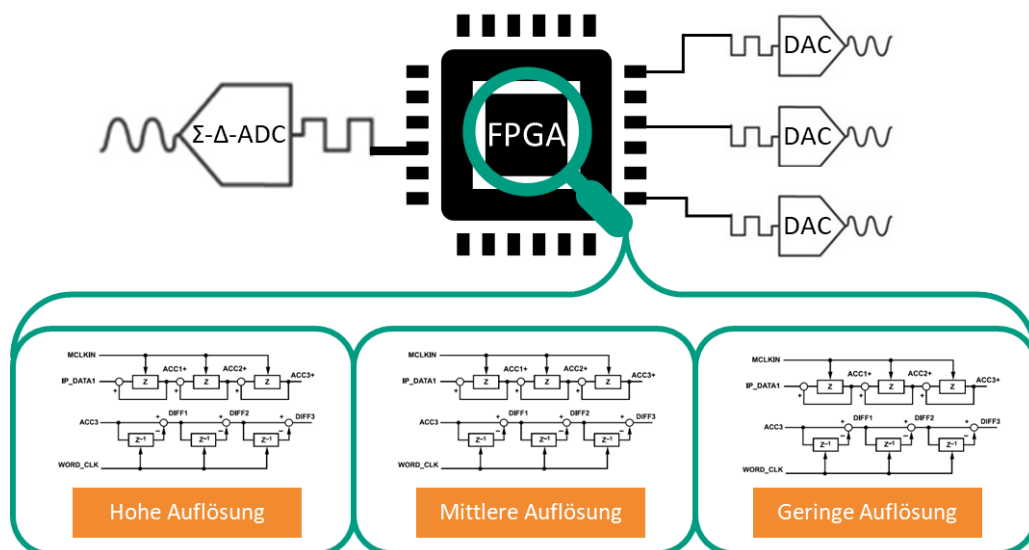 Σ-Δ-ADC
FPGA
DAC
DAC
DAC
MCLKIN
ACC1+
ACC2+
ACC3+
IP_DATA1
+
Z
+
Z
+
Z
ACC3
DIFF1
DIFF2
DIFF3
+
–
Z–1
+
–
Z–1
+
–
Z–1
WORD_CLK
Hohe Auflösung
MCLKIN
ACC1+
ACC2+
ACC3+
IP_DATA1
+
Z
+
Z
+
Z
ACC3
DIFF1
DIFF2
DIFF3
+
–
Z–1
+
–
Z–1
+
–
Z–1
WORD_CLK
Mittlere Auflösung
MCLKIN
ACC1+
ACC2+
ACC3+
IP_DATA1
+
Z
+
Z
+
Z
ACC3
DIFF1
DIFF2
DIFF3
+
–
Z–1
+
–
Z–1
+
–
Z–1
WORD_CLK
Geringe Auflösung